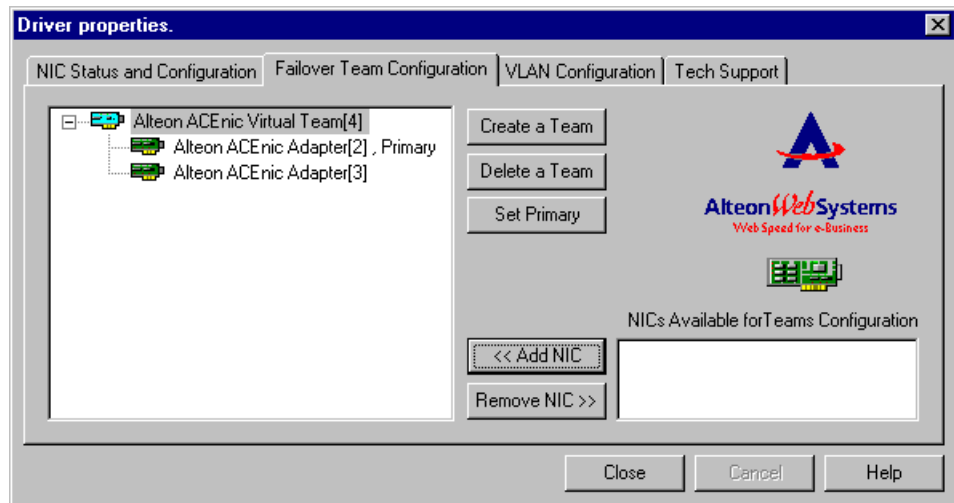 Driver properties.
NIC Status and Configuration
Failover Team Configuration
VLAN Configuration
Tech Support
Alteon ACEnic Virtual Team[4]
Alteon ACEnic Adapter[2] , Primary
Alteon ACEnic Adapter[3]
Create a Team
Delete a Team
Set Primary
Alteon WebSystems
Web Speed for e-Business
NICs Available forTeams Configuration
<< Add NIC
Remove NIC >>
Close
Cancel
Help